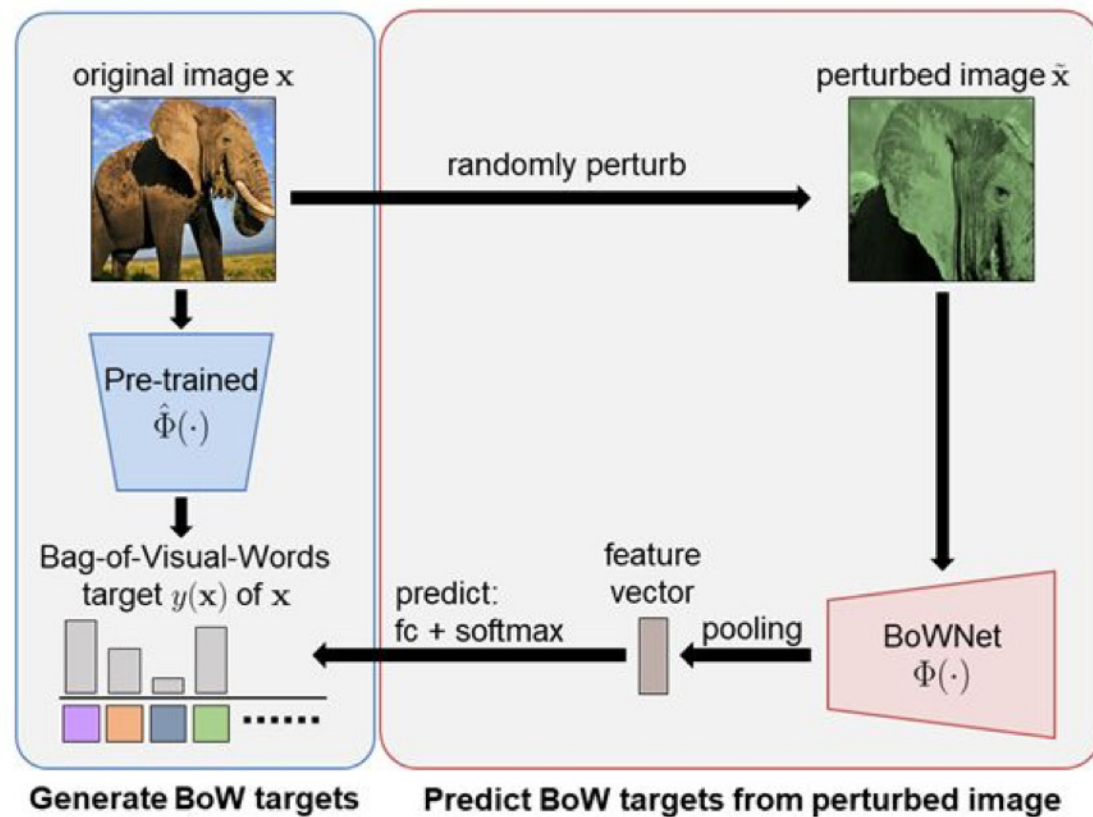 original image x
perturbed image x̃
randomly perturb
Pre-trained
Φ̂(·)
Bag-of-Visual-Words
target y(x) of x
predict:
fc + softmax
feature
vector
pooling
BoWNet
Φ(·)
Generate BoW targets
Predict BoW targets from perturbed image